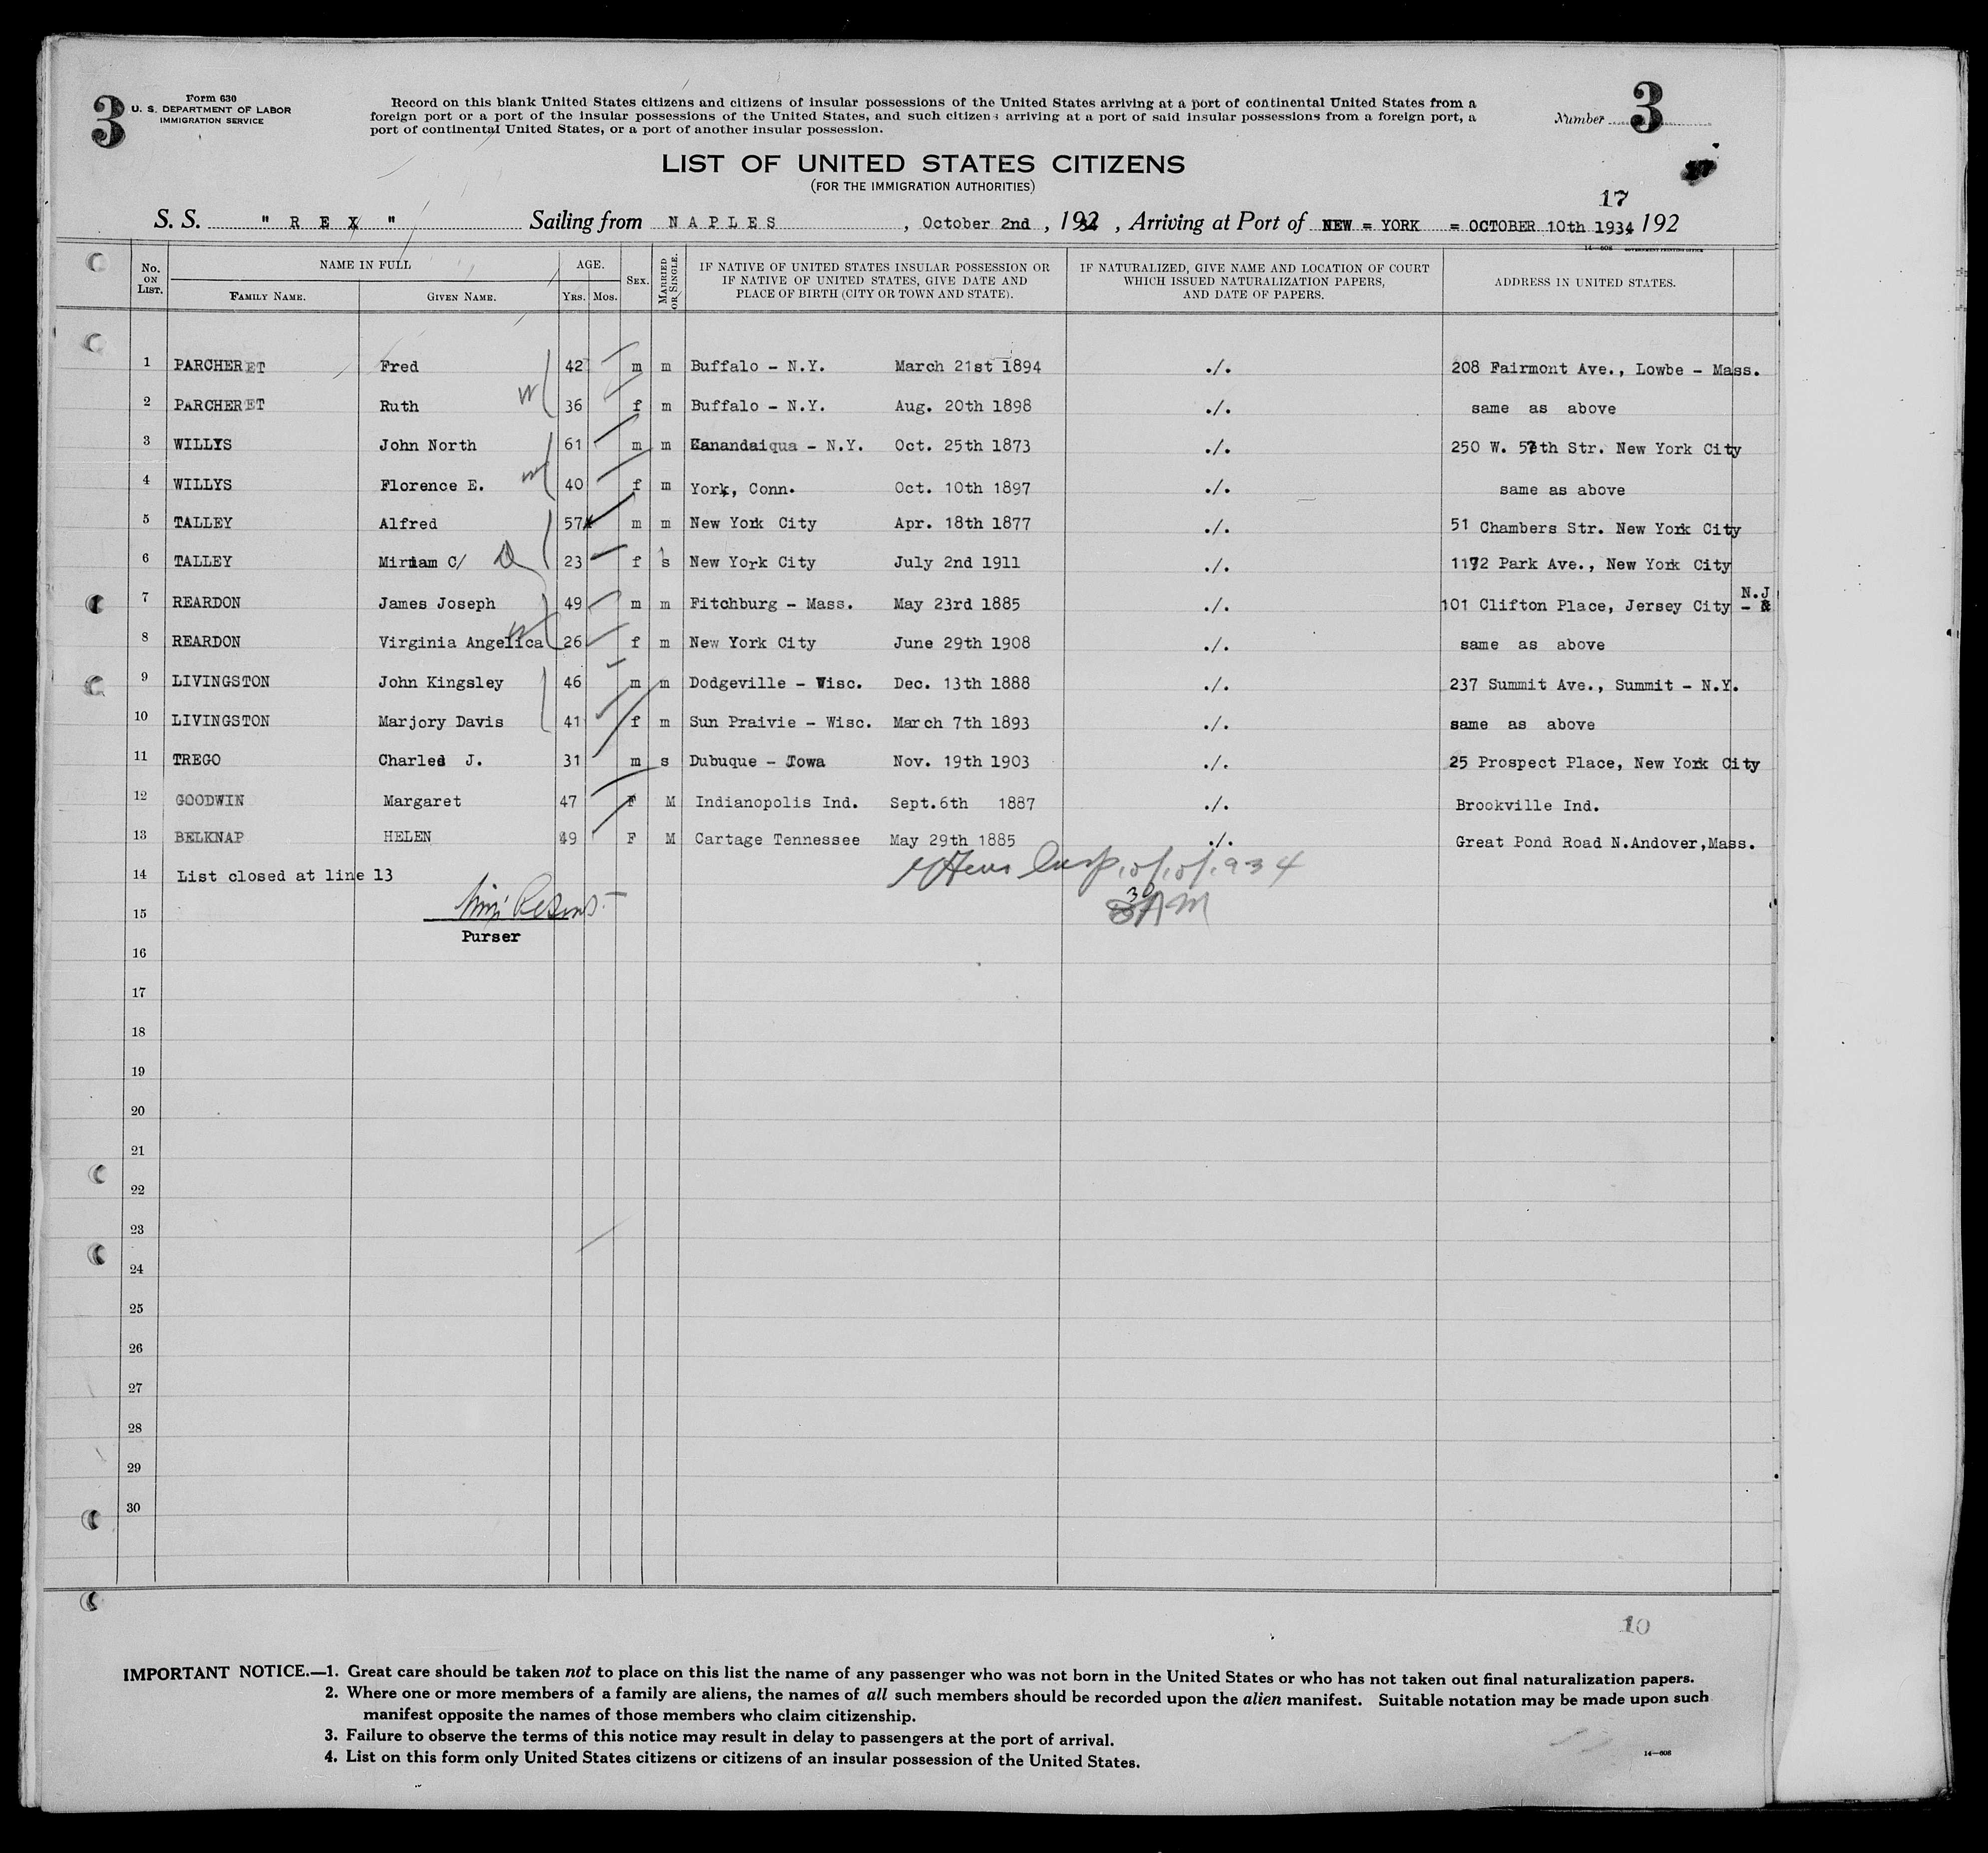 3
Form 630
U. S. DEPARTMENT OF LABOR
IMMIGRATION SERVICE
Record on this blank United States citizens and citizens of insular possessions of the United States arriving at a port of continental United States from a
foreign port or a port of the insular possessions of the United States, and such citizens arriving at a port of said insular possessions from a foreign port, a
port of continental United States, or a port of another insular possession.
Number 3
LIST OF UNITED STATES CITIZENS
(FOR THE IMMIGRATION AUTHORITIES)
17
S. S. " R E X " Sailing from N A P L E S , October 2nd , 1934 , Arriving at Port of NEW = YORK = OCTOBER 10th 1934 192
14—608 GOVERNMENT PRINTING OFFICE
No. ON LIST. NAME IN FULL FAMILY NAME. GIVEN NAME. AGE. YRS. MOS. SEX. MARRIED OR SINGLE. IF NATIVE OF UNITED STATES INSULAR POSSESSION OR IF NATIVE OF UNITED STATES, GIVE DATE AND PLACE OF BIRTH (CITY OR TOWN AND STATE). IF NATURALIZED, GIVE NAME AND LOCATION OF COURT WHICH ISSUED NATURALIZATION PAPERS, AND DATE OF PAPERS. ADDRESS IN UNITED STATES.
1 PARCHERET Fred 42 m m Buffalo - N.Y. March 21st 1894 ./. 208 Fairmont Ave., Lowbe - Mass.
2 PARCHERET Ruth 36 f m Buffalo - N.Y. Aug. 20th 1898 ./. same as above
3 WILLYS John North 61 m m Canandaiqua - N.Y. Oct. 25th 1873 ./. 250 W. 57th Str. New York City
4 WILLYS Florence E. 40 f m York, Conn. Oct. 10th 1897 ./. same as above
5 TALLEY Alfred 57 m m New York City Apr. 18th 1877 ./. 51 Chambers Str. New York City
6 TALLEY Miriam C/ 23 f s New York City July 2nd 1911 ./. 1192 Park Ave., New York City
7 REARDON James Joseph 49 m m Fitchburg - Mass. May 23rd 1885 ./. 101 Clifton Place, Jersey City - N.J
8 REARDON Virginia Angelica 26 f m New York City June 29th 1908 ./. same as above
9 LIVINGSTON John Kingsley 46 m m Dodgeville - Wisc. Dec. 13th 1888 ./. 237 Summit Ave., Summit - N.Y.
10 LIVINGSTON Marjory Davis 41 f m Sun Praivie - Wisc. March 7th 1893 ./. same as above
11 TREGO Charles J. 31 m s Dubuque - Iowa Nov. 19th 1903 ./. 25 Prospect Place, New York City
12 GOODWIN Margaret 47 F M Indianopolis Ind. Sept.6th 1887 ./. Brookville Ind.
13 BELKNAP HELEN 49 F M Cartage Tennessee May 29th 1885 ./. Great Pond Road N.Andover,Mass.
14 List closed at line 13
15
Purser
16
17
18
19
20
21
22
23
24
25
26
27
28
29
30
10
IMPORTANT NOTICE.—1. Great care should be taken not to place on this list the name of any passenger who was not born in the United States or who has not taken out final naturalization papers.
2. Where one or more members of a family are aliens, the names of all such members should be recorded upon the alien manifest. Suitable notation may be made upon such
manifest opposite the names of those members who claim citizenship.
3. Failure to observe the terms of this notice may result in delay to passengers at the port of arrival.
4. List on this form only United States citizens or citizens of an insular possession of the United States.
14—608